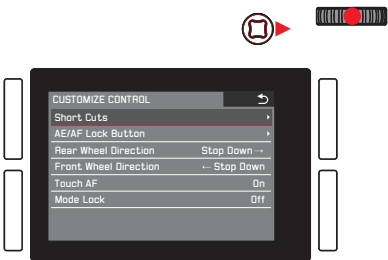 CUSTOMIZE CONTROL
Short Cuts
AE/AF Lock Button
Rear Wheel Direction Stop Down →
Front Wheel Direction ← Stop Down
Touch AF On
Mode Lock Off